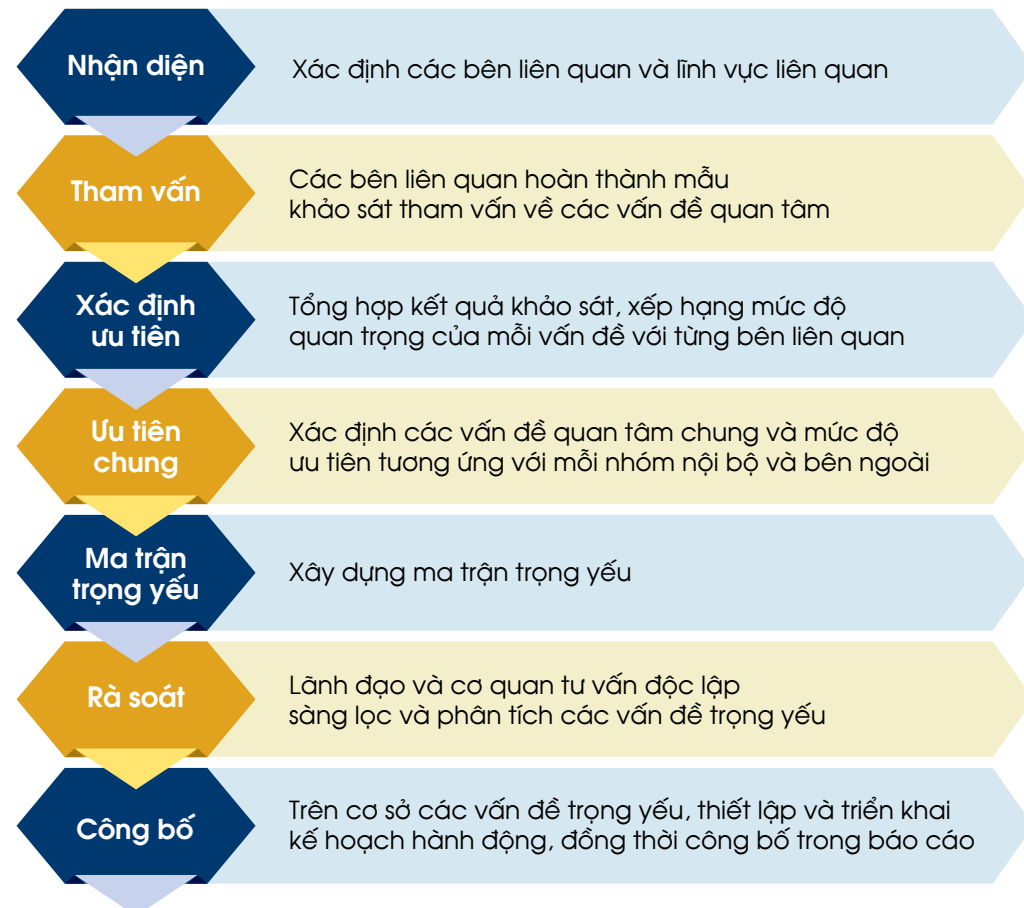 Nhận diện
Xác định các bên liên quan và lĩnh vực liên quan
Tham vấn
Các bên liên quan hoàn thành mẫu
khảo sát tham vấn về các vấn đề quan tâm
Xác định
ưu tiên
Tổng hợp kết quả khảo sát, xếp hạng mức độ
quan trọng của mỗi vấn đề với từng bên liên quan
Ưu tiên
chung
Xác định các vấn đề quan tâm chung và mức độ
ưu tiên tương ứng với mỗi nhóm nội bộ và bên ngoài
Ma trận
trọng yếu
Xây dựng ma trận trọng yếu
Rà soát
Lãnh đạo và cơ quan tư vấn độc lập
sàng lọc và phân tích các vấn đề trọng yếu
Công bố
Trên cơ sở các vấn đề trọng yếu, thiết lập và triển khai
kế hoạch hành động, đồng thời công bố trong báo cáo